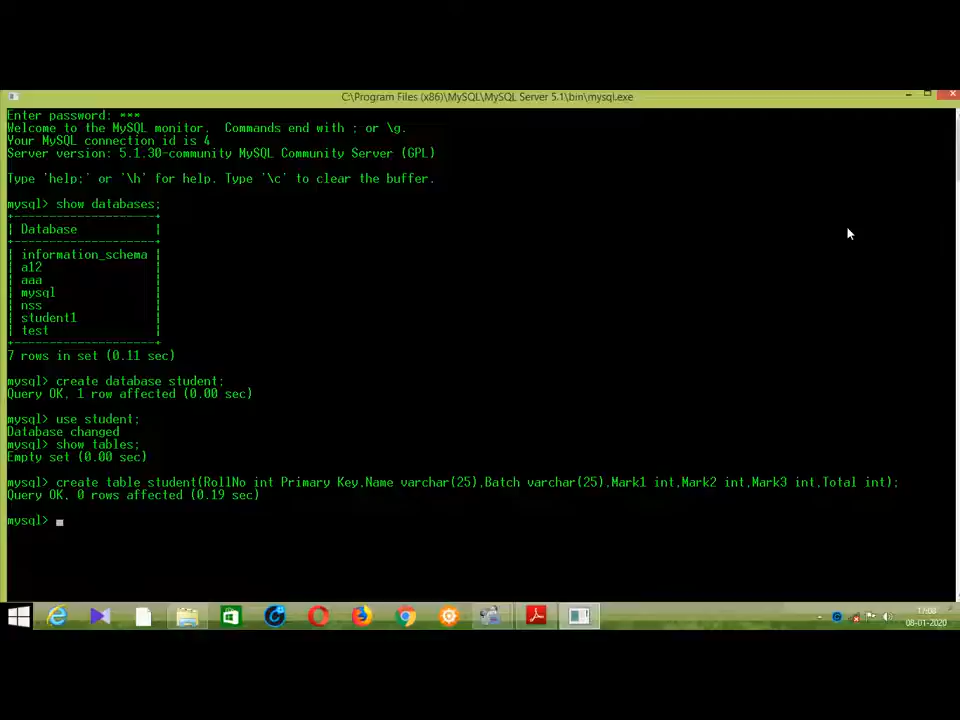 C:\Program Files (x86)\MySQL\MySQL Server 5.1\bin\mysql.exe
Enter password: ***
Welcome to the MySQL monitor.  Commands end with ; or \g.
Your MySQL connection id is 4
Server version: 5.1.30-community MySQL Community Server (GPL)
Type 'help;' or '\h' for help. Type '\c' to clear the buffer.
mysql> show databases;
+--------------------+
| Database           |
+--------------------+
| information_schema |
| a12                |
| aaa                |
| mysql              |
| nss                |
| student1           |
| test               |
+--------------------+
7 rows in set (0.11 sec)
mysql> create database student;
Query OK, 1 row affected (0.00 sec)
mysql> use student;
Database changed
mysql> show tables;
Empty set (0.00 sec)
mysql> create table student(RollNo int Primary Key,Name varchar(25),Batch varchar(25),Mark1 int,Mark2 int,Mark3 int,Total int);
Query OK, 0 rows affected (0.19 sec)
mysql>
08-01-2020